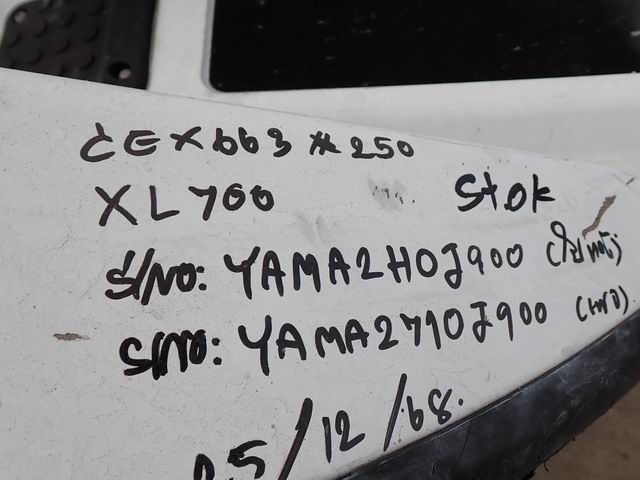 CEX663 #250
XL700
Stok
S/NO: YAMA2H0J900
S/NO: YAMA2710J900
25/12/68.